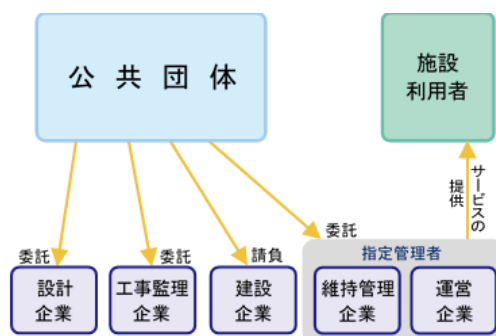 公共団体
施設
利用者
サービスの
提供
委託
委託
請負
委託
指定管理者
設計
企業
工事監理
企業
建設
企業
維持管理
企業
運営
企業